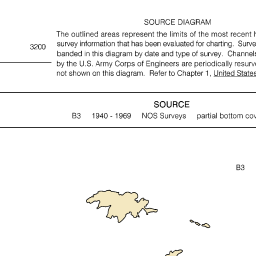 SOURCE DIAGRAM
The outlined areas represent the limits of the most recent
survey information that has been evaluated for charting. Surve
3200
banded in this diagram by date and type of survey. Channels
by the U.S. Army Corps of Engineers are periodically resurve
not shown on this diagram. Refer to Chapter 1, United States
SOURCE
B3 1940 - 1969 NOS Surveys partial bottom cov
B3